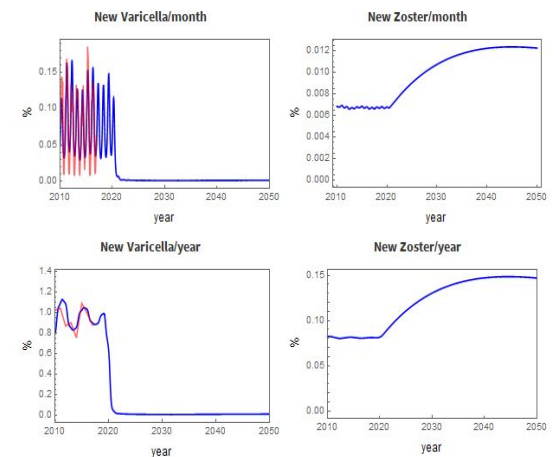 New Varicella/month
0.15
0.10
0.05
0.00
%
2010 2020 2030 2040 2050
year
New Zoster/month
0.012
0.010
0.008
0.006
0.004
0.002
0.000
%
2010 2020 2030 2040 2050
year
New Varicella/year
1.4
1.2
1.0
0.8
0.6
0.4
0.2
0.0
%
2010 2020 2030 2040 2050
year
New Zoster/year
0.15
0.10
0.05
0.00
%
2010 2020 2030 2040 2050
year